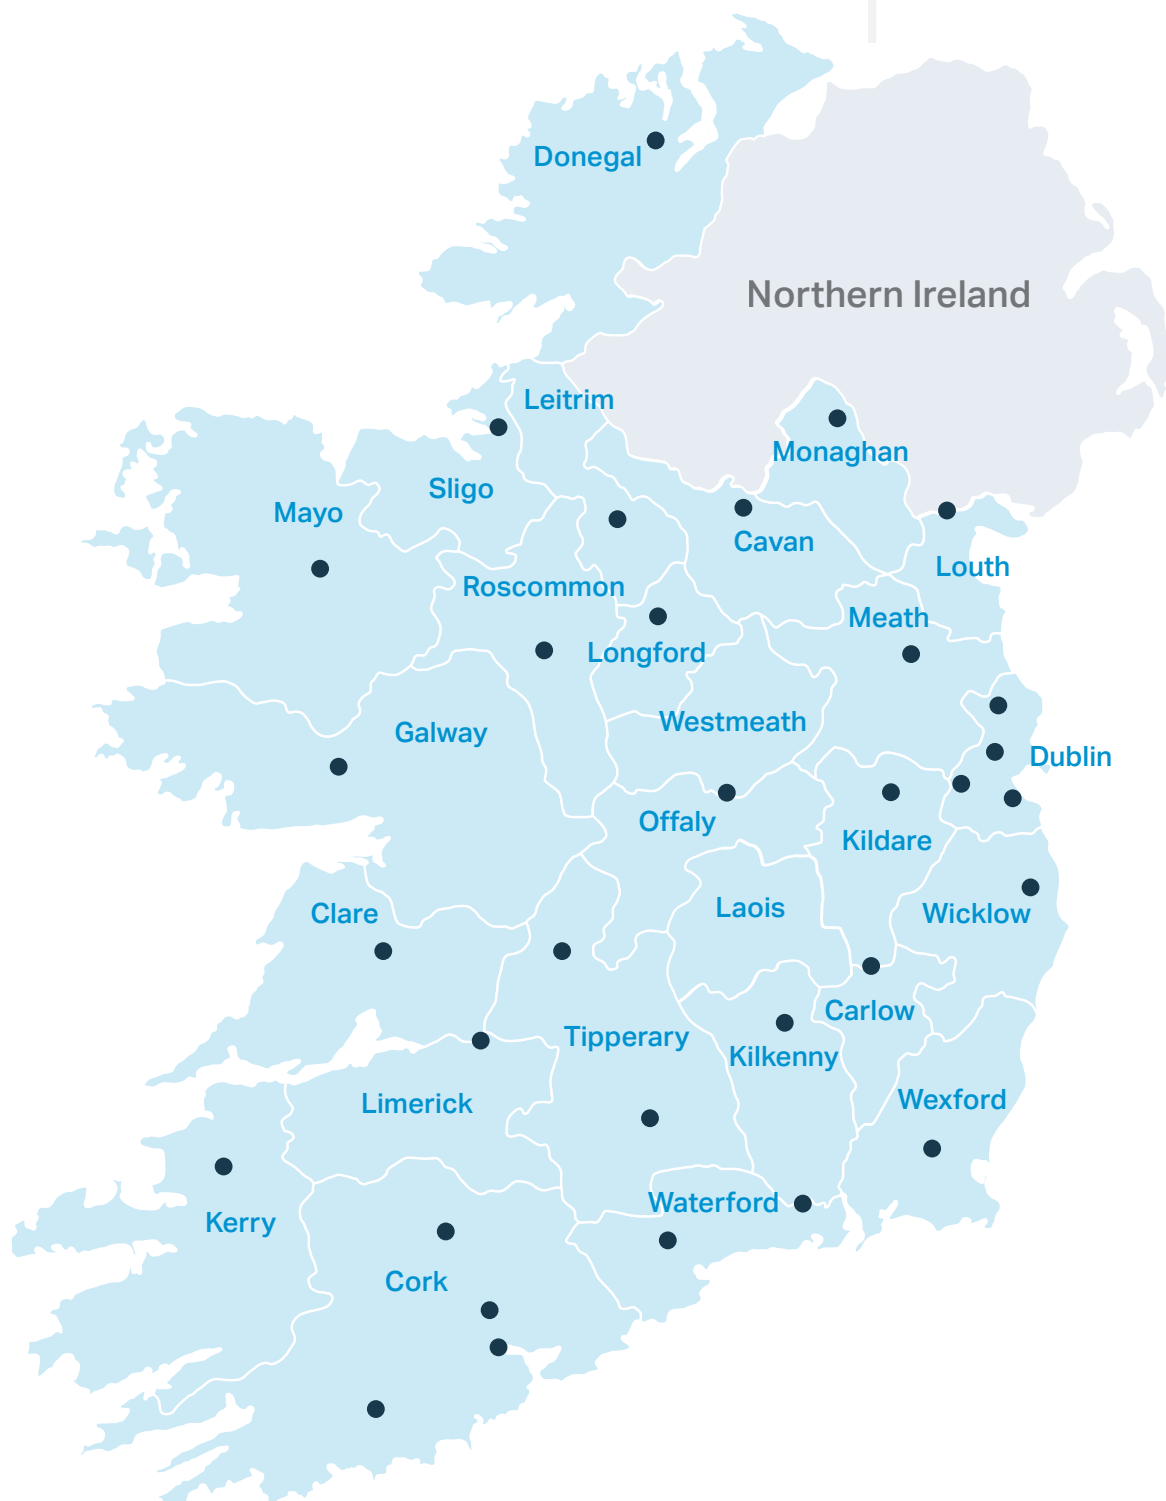 Donegal
Northern Ireland
Leitrim
Monaghan
Sligo
Mayo
Cavan
Louth
Roscommon
Meath
Longford
Westmeath
Galway
Dublin
Offaly
Kildare
Laois
Clare
Wicklow
Carlow
Tipperary
Kilkenny
Limerick
Wexford
Waterford
Kerry
Cork